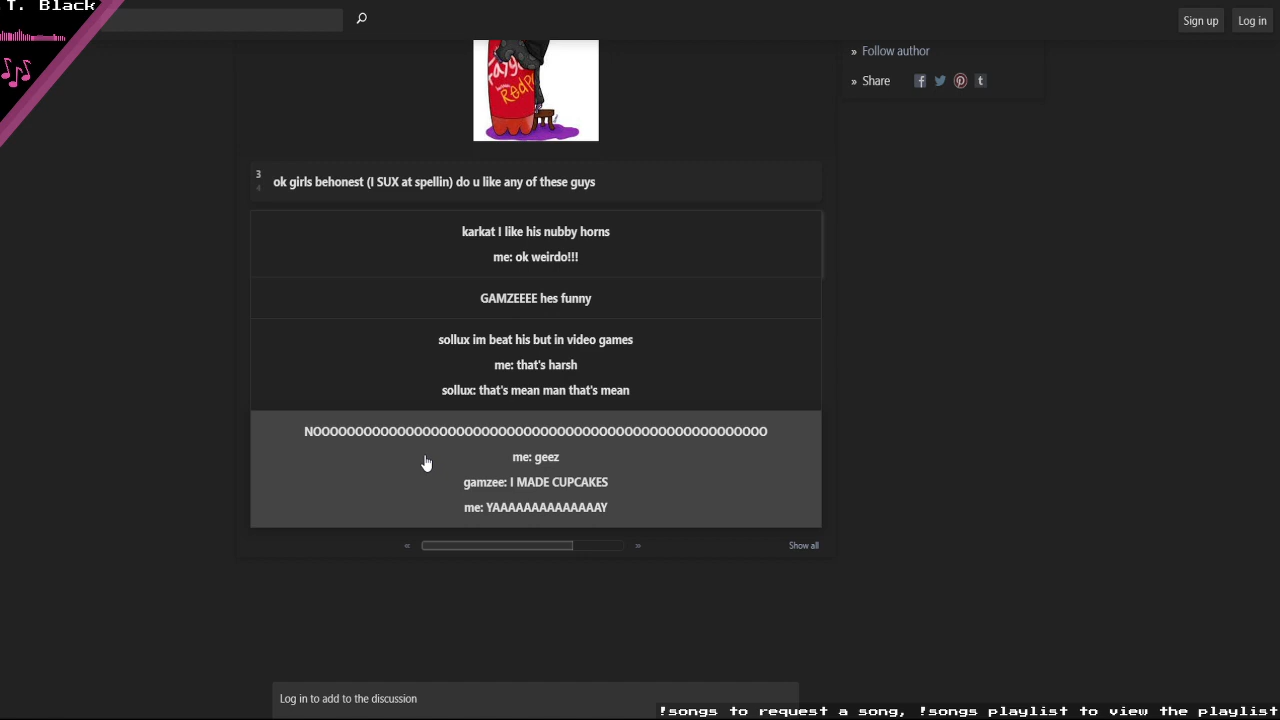 T. Black
Sign up
Log in
Faygo
RedPo
» Follow author
» Share
3
4
ok girls behonest (I SUX at spellin) do u like any of these guys
karkat I like his nubby horns
me: ok weirdo!!!
GAMZEEEE hes funny
sollux im beat his but in video games
me: that's harsh
sollux: that's mean man that's mean
NOOOOOOOOOOOOOOOOOOOOOOOOOOOOOOOOOOOOOOOOOOOOOOOOOOOOOO
me: geez
gamzee: I MADE CUPCAKES
me: YAAAAAAAAAAAAAAY
«
»
Show all
Log in to add to the discussion
!songs to request a song, !songs playlist to view the playlist